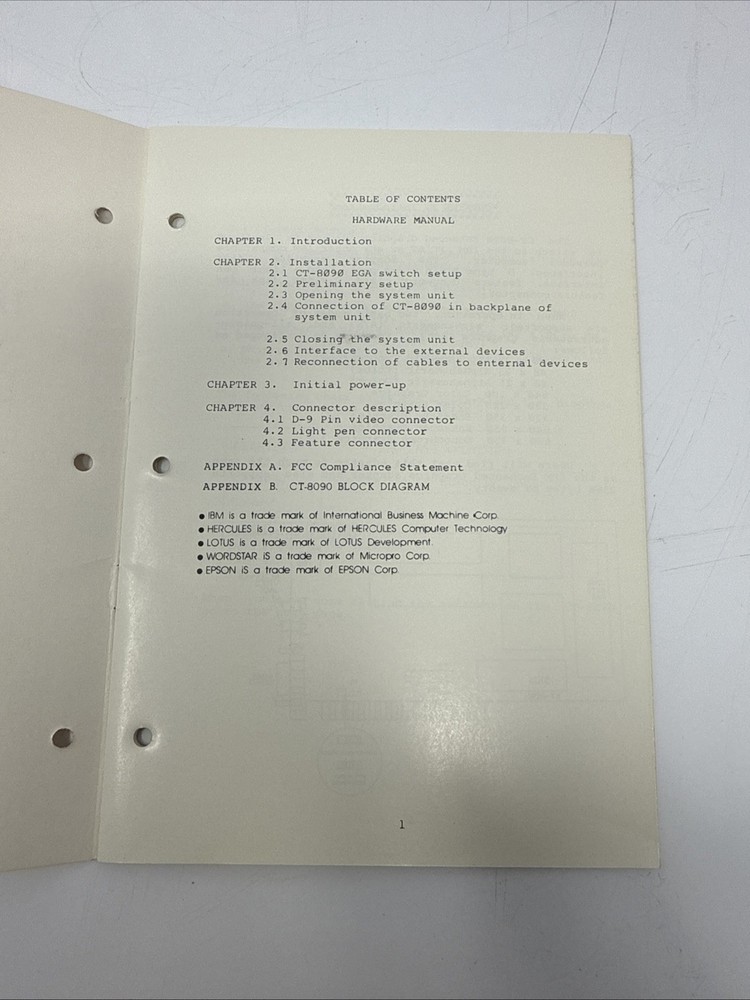 TABLE OF CONTENTS
HARDWARE MANUAL
CHAPTER 1. Introduction
CHAPTER 2. Installation
2.1 CT-8090 EGA switch setup
2.2 Preliminary setup
2.3 Opening the system unit
2.4 Connection of CT-8090 in backplane of
system unit
2.5 Closing the system unit
2.6 Interface to the external devices
2.7 Reconnection of cables to enternal devices
CHAPTER 3. Initial power-up
CHAPTER 4. Connector description
4.1 D-9 Pin video connector
4.2 Light pen connector
4.3 Feature connector
APPENDIX A. FCC Compliance Statement
APPENDIX B. CT-8090 BLOCK DIAGRAM
● IBM is a trade mark of International Business Machine Corp.
● HERCULES is a trade mark of HERCULES Computer Technology
● LOTUS is a trade mark of LOTUS Development.
● WORDSTAR iS a trade mark of Micropro Corp.
● EPSON iS a trade mark of EPSON Corp.
1